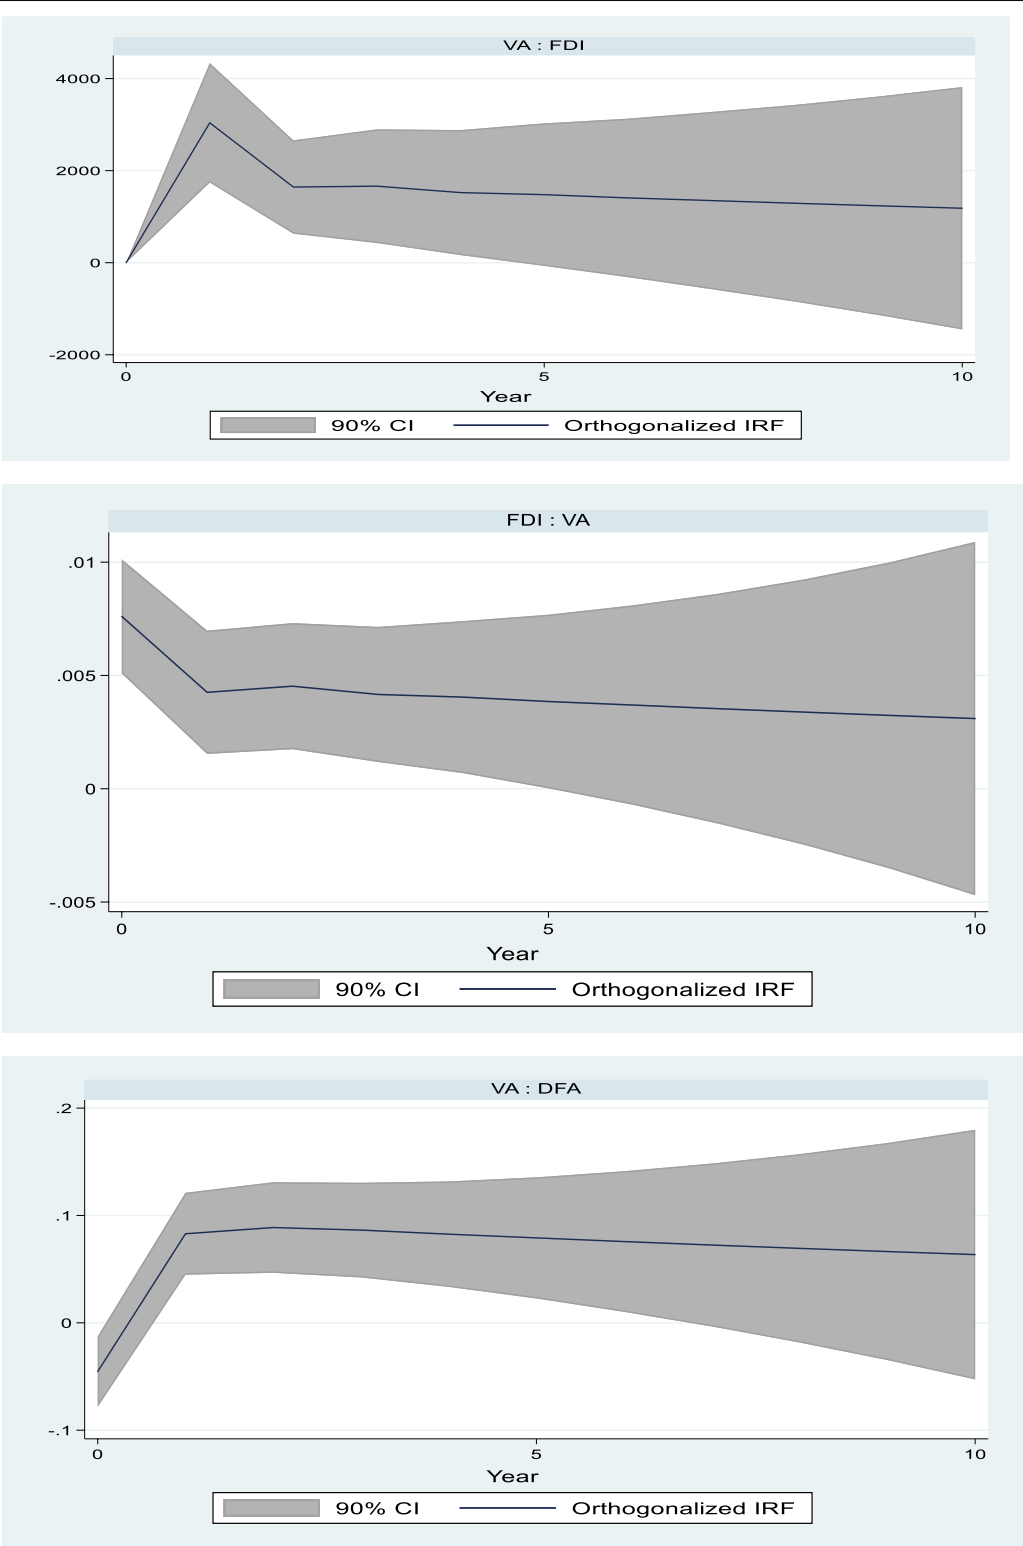 VA : FDI
4000
2000
0
-2000
0 5 10
Year
90% CI Orthogonalized IRF
FDI : VA
.01
.005
0
-.005
0 5 10
Year
90% CI Orthogonalized IRF
VA : DFA
.2
.1
0
-.1
0 5 10
Year
90% CI Orthogonalized IRF